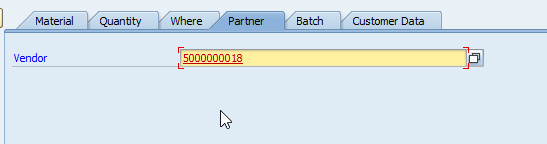 Material Quantity Where Partner Batch Customer Data
Vendor 5000000018